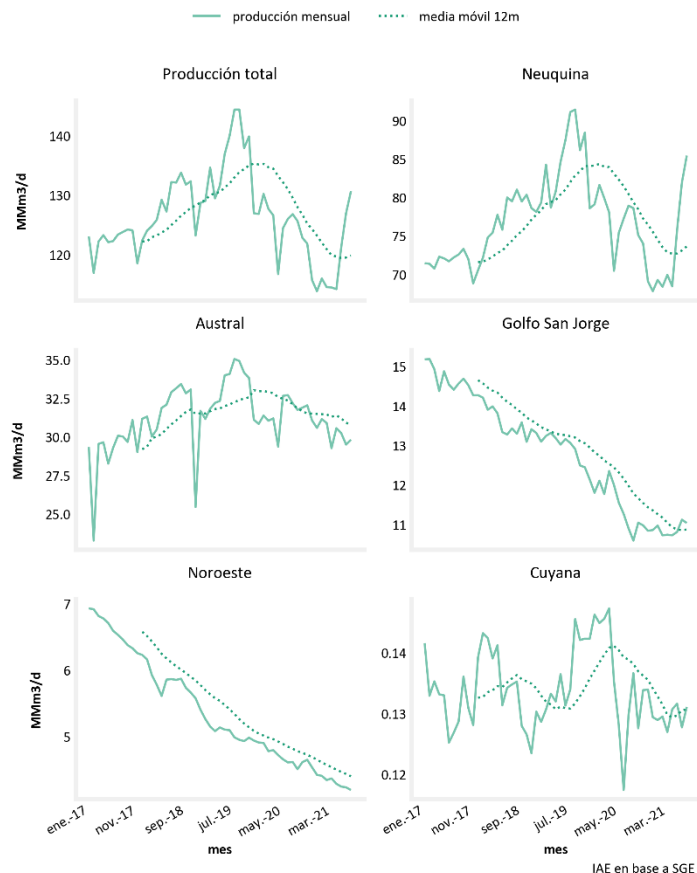 producción mensual media móvil 12m
Producción total
Neuquina
MMm3/d
140
130
120
90
85
80
75
70
Austral
Golfo San Jorge
MMm3/d
35.0
32.5
30.0
27.5
25.0
15
14
13
12
11
Noroeste
Cuyana
MMm3/d
7
6
5
0.14
0.13
0.12
ene.-17
nov.-17
sep.-18
jul.-19
may.-20
mar.-21
ene.-17
nov.-17
sep.-18
jul.-19
may.-20
mar.-21
mes
mes
IAE en base a SGE